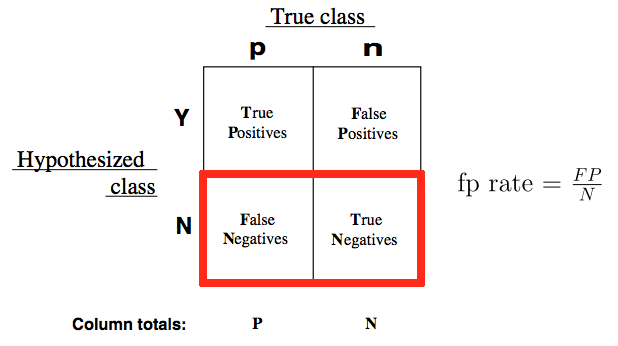 True class
p n
Y
True
Positives
False
Positives
Hypothesized
class
N
False
Negatives
True
Negatives
fp rate = FP/N
Column totals: P N